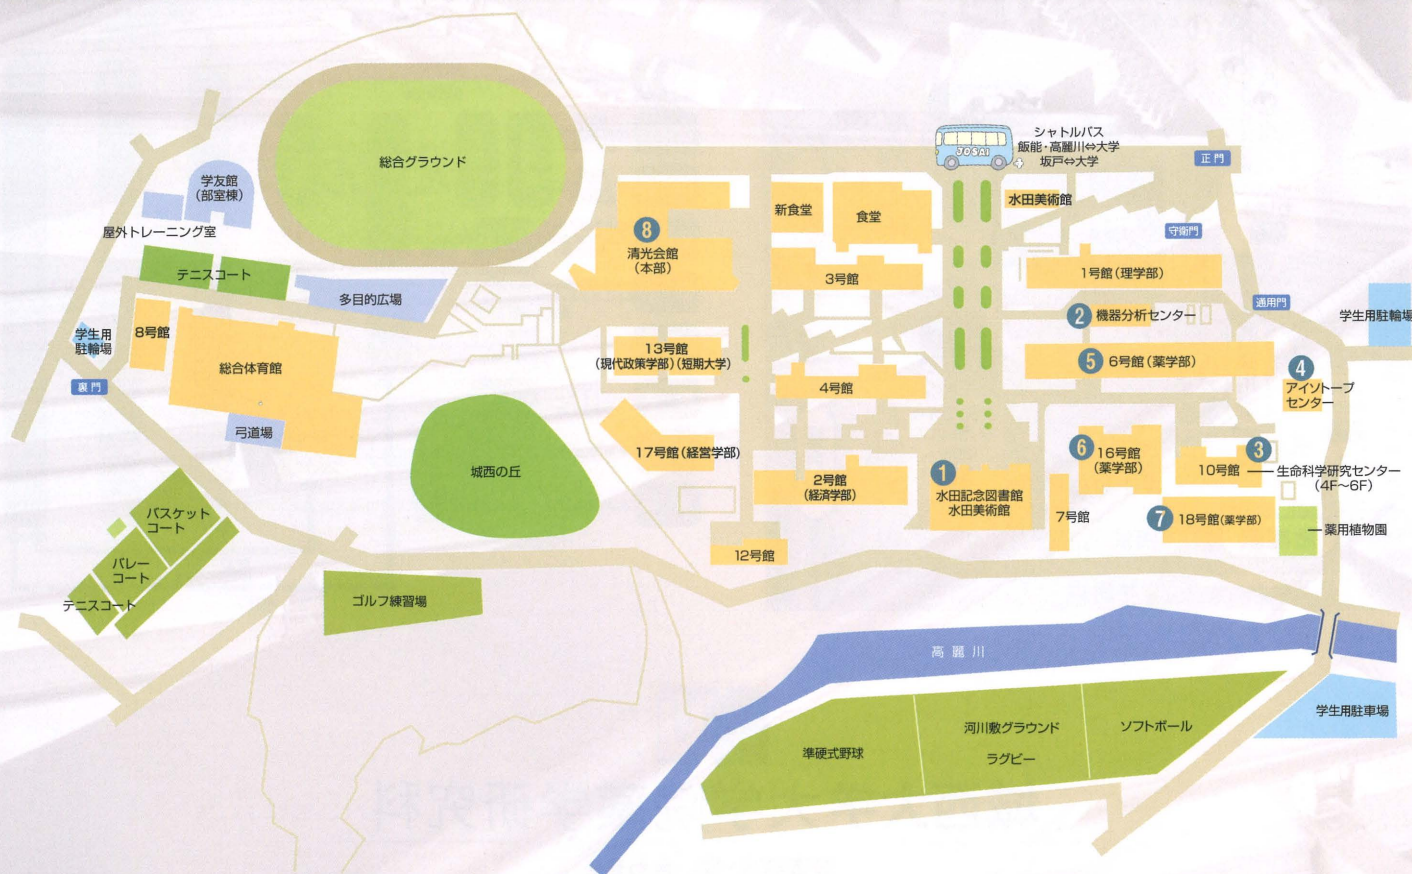 総合グラウンド
学友館
(部室棟)
屋外トレーニング室
テニスコート
多目的広場
学生用
駐輪場
8号館
総合体育館
弓道場
裏門
バスケット
コート
バレー
コート
テニスコート
ゴルフ練習場
城西の丘
8
清光会館
(本部)
13号館
(現代政策学部)(短期大学)
17号館(経営学部)
12号館
新食堂
食堂
3号館
4号館
2号館
(経済学部)
JOSAI
シャトルバス
飯能・高麗川⇔大学
坂戸⇔大学
正門
水田美術館
守衛門
1号館(理学部)
通用門
学生用駐輪場
2
機器分析センター
5
6号館(薬学部)
4
アイソトープ
センター
1
水田記念図書館
水田美術館
6
16号館
(薬学部)
3
10号館
生命科学研究センター
(4F〜6F)
7号館
7
18号館(薬学部)
薬用植物園
高麗川
準硬式野球
河川敷グラウンド
ラグビー
ソフトボール
学生用駐車場